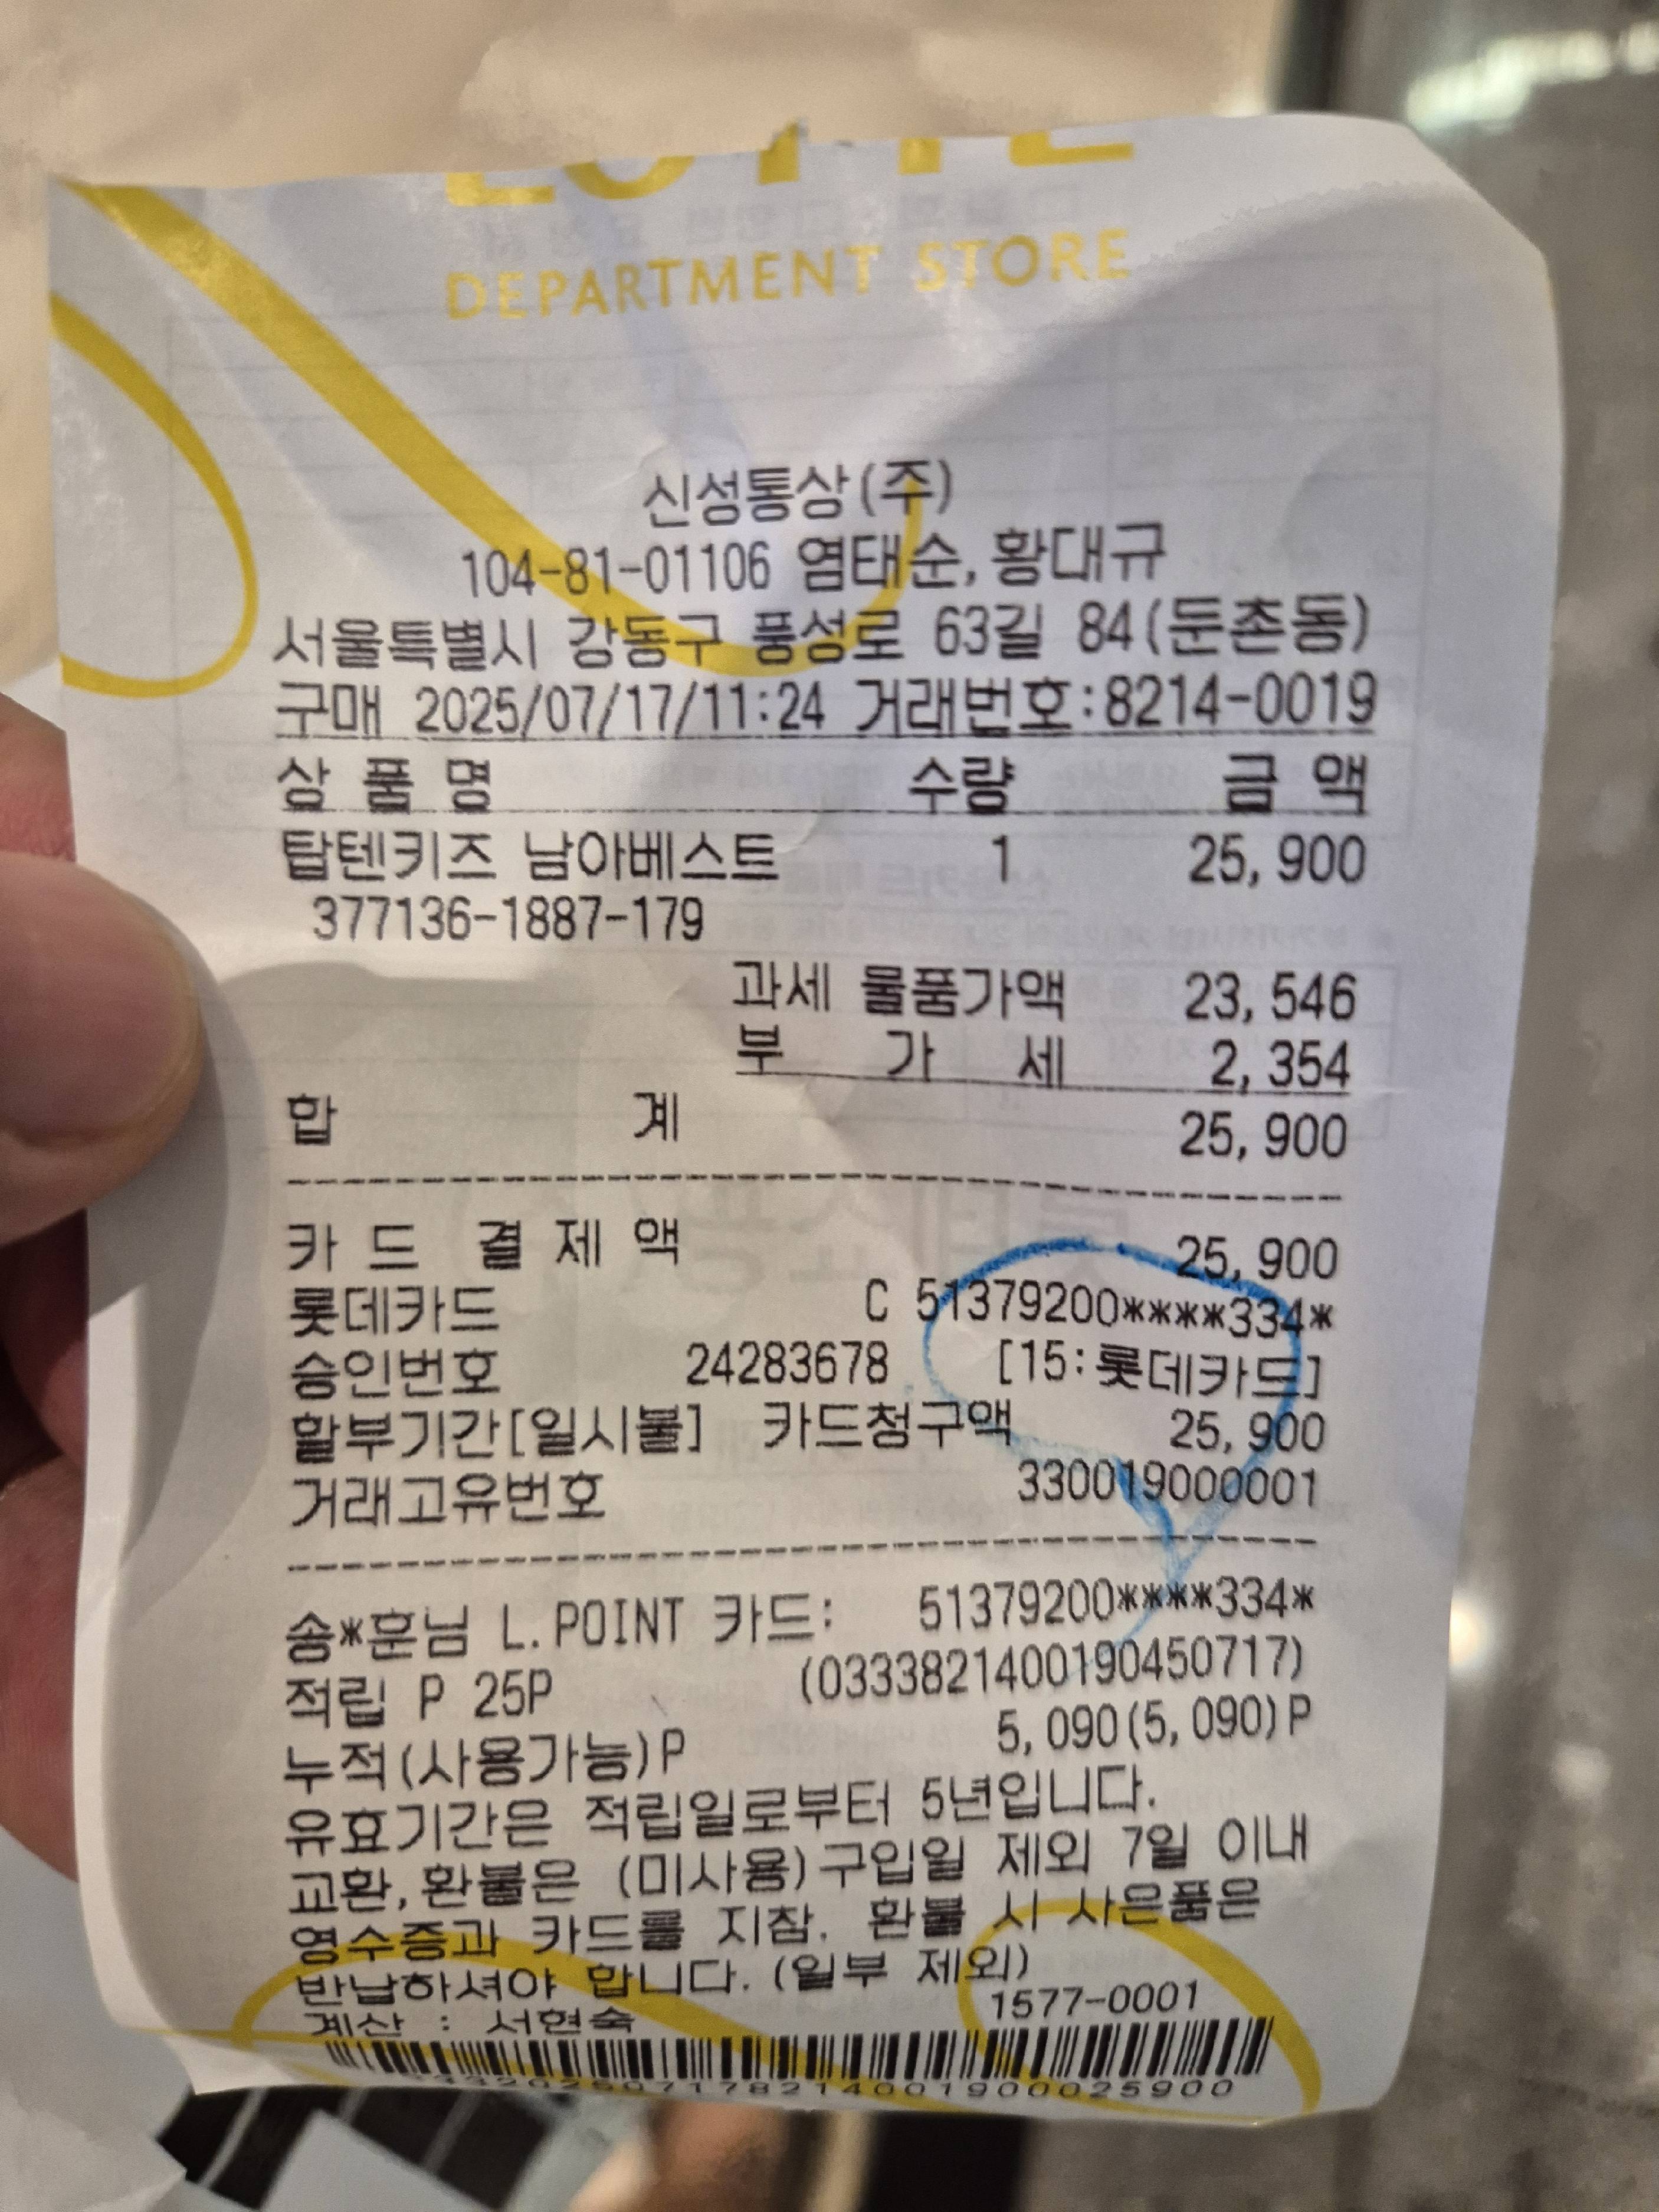 LOTTE
DEPARTMENT STORE
신성통상(주)
104-81-01106 염태순, 황대규
서울특별시 강동구 풍성로 63길 84(둔촌동)
구매 2025/07/17/11:24 거래번호:8214-0019
상 품 명 수량 금 액
탑텐키즈 남아베스트 1 25,900
377136-1887-179
과세 물품가액 23,546
부 가 세 2,354
합 계 25,900
카 드 결 제 액 25,900
롯데카드 C 51379200****334*
승인번호 24283678 [15:롯데카드]
할부기간[일시불] 카드청구액 25,900
거래고유번호 330019000001
송*훈님 L.POINT 카드: 51379200****334*
적립 P 25P (0333821400190450717)
누적(사용가능)P 5,090(5,090)P
유효기간은 적립일로부터 5년입니다.
교환,환불은 (미사용)구입일 제외 7일 이내
영수증과 카드를 지참. 환불 시 사은품은
반납하셔야 합니다.(일부 제외)
계산 : 서현숙 1577-0001